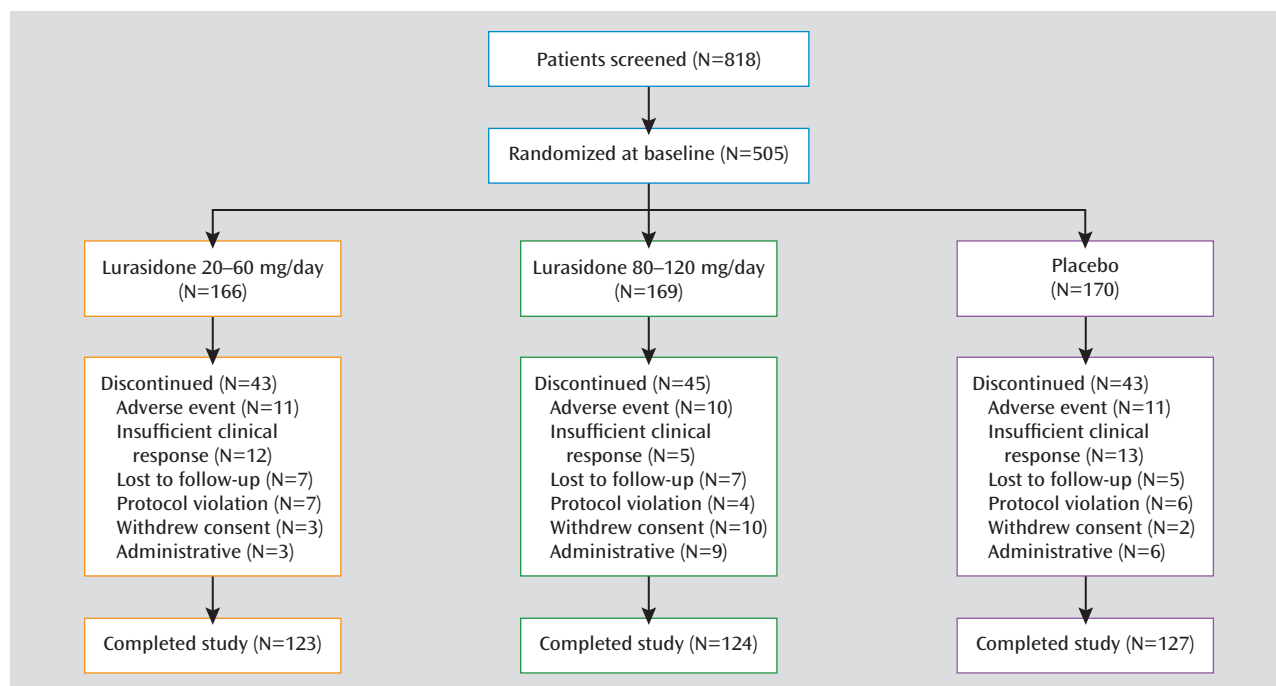 Patients screened (N=818)
Randomized at baseline (N=505)
Lurasidone 20–60 mg/day
(N=166)
Lurasidone 80–120 mg/day
(N=169)
Placebo
(N=170)
Discontinued (N=43)
Adverse event (N=11)
Insufficient clinical
response (N=12)
Lost to follow-up (N=7)
Protocol violation (N=7)
Withdrew consent (N=3)
Administrative (N=3)
Discontinued (N=45)
Adverse event (N=10)
Insufficient clinical
response (N=5)
Lost to follow-up (N=7)
Protocol violation (N=4)
Withdrew consent (N=10)
Administrative (N=9)
Discontinued (N=43)
Adverse event (N=11)
Insufficient clinical
response (N=13)
Lost to follow-up (N=5)
Protocol violation (N=6)
Withdrew consent (N=2)
Administrative (N=6)
Completed study (N=123)
Completed study (N=124)
Completed study (N=127)